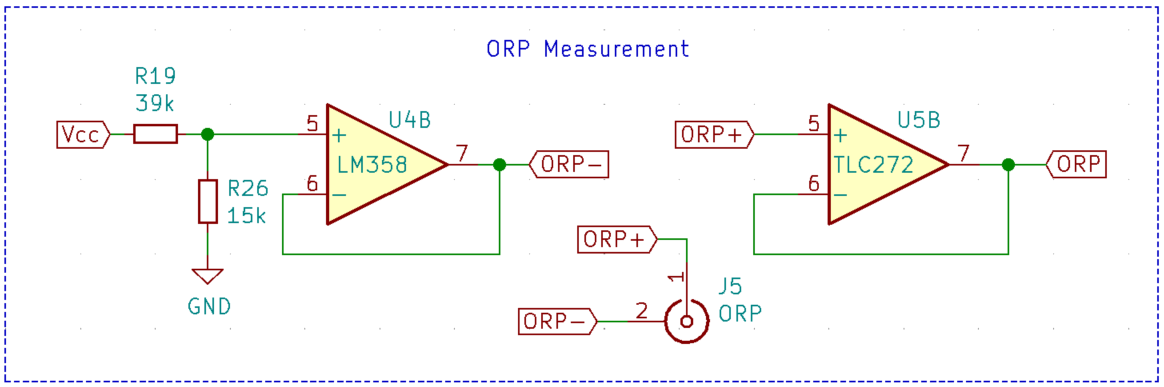 ORP Measurement
R19
39k
Vcc
5
+
U4B
LM358
7
ORP-
6
-
R26
15k
GND
ORP+
5
+
U5B
TLC272
7
ORP
6
-
ORP+
1
J5
ORP
ORP-
2